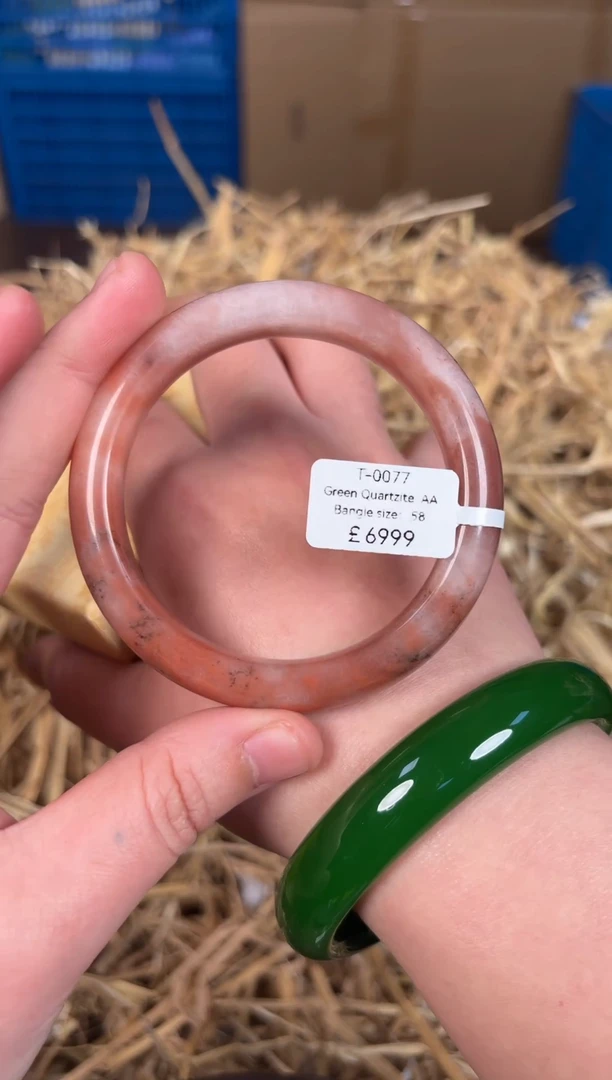 T-0077
Green Quartzite AA
Bangle size: 58
£6999